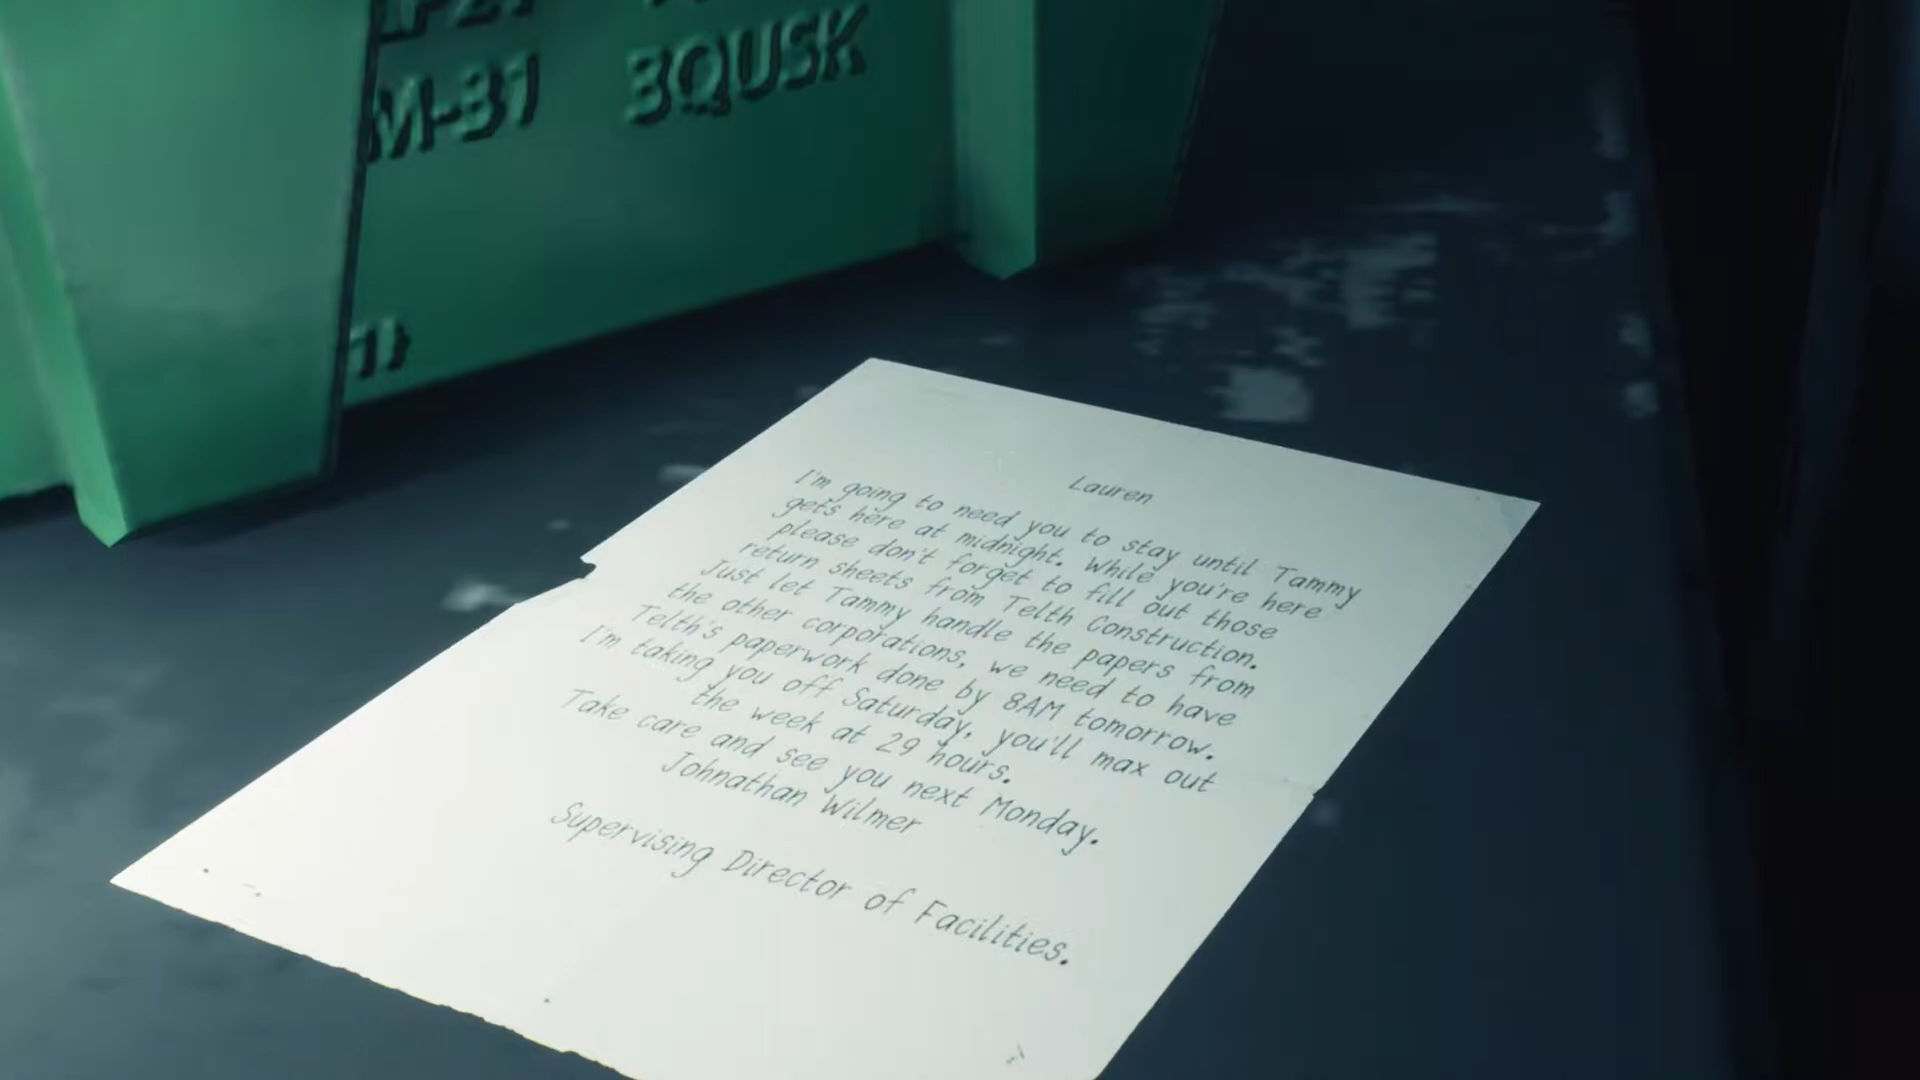 M-31 BQUSK
Lauren
I'm going to need you to stay until Tammy
gets here at midnight. While you're here
please don't forget to fill out those
return sheets from Telth Construction.
Just let Tammy handle the papers from
the other corporations, we need to have
Telth's paperwork done by 8AM tomorrow.
I'm taking you off Saturday, you'll max out
the week at 29 hours.
Take care and see you next Monday.
Johnathan Wilmer
Supervising Director of Facilities.